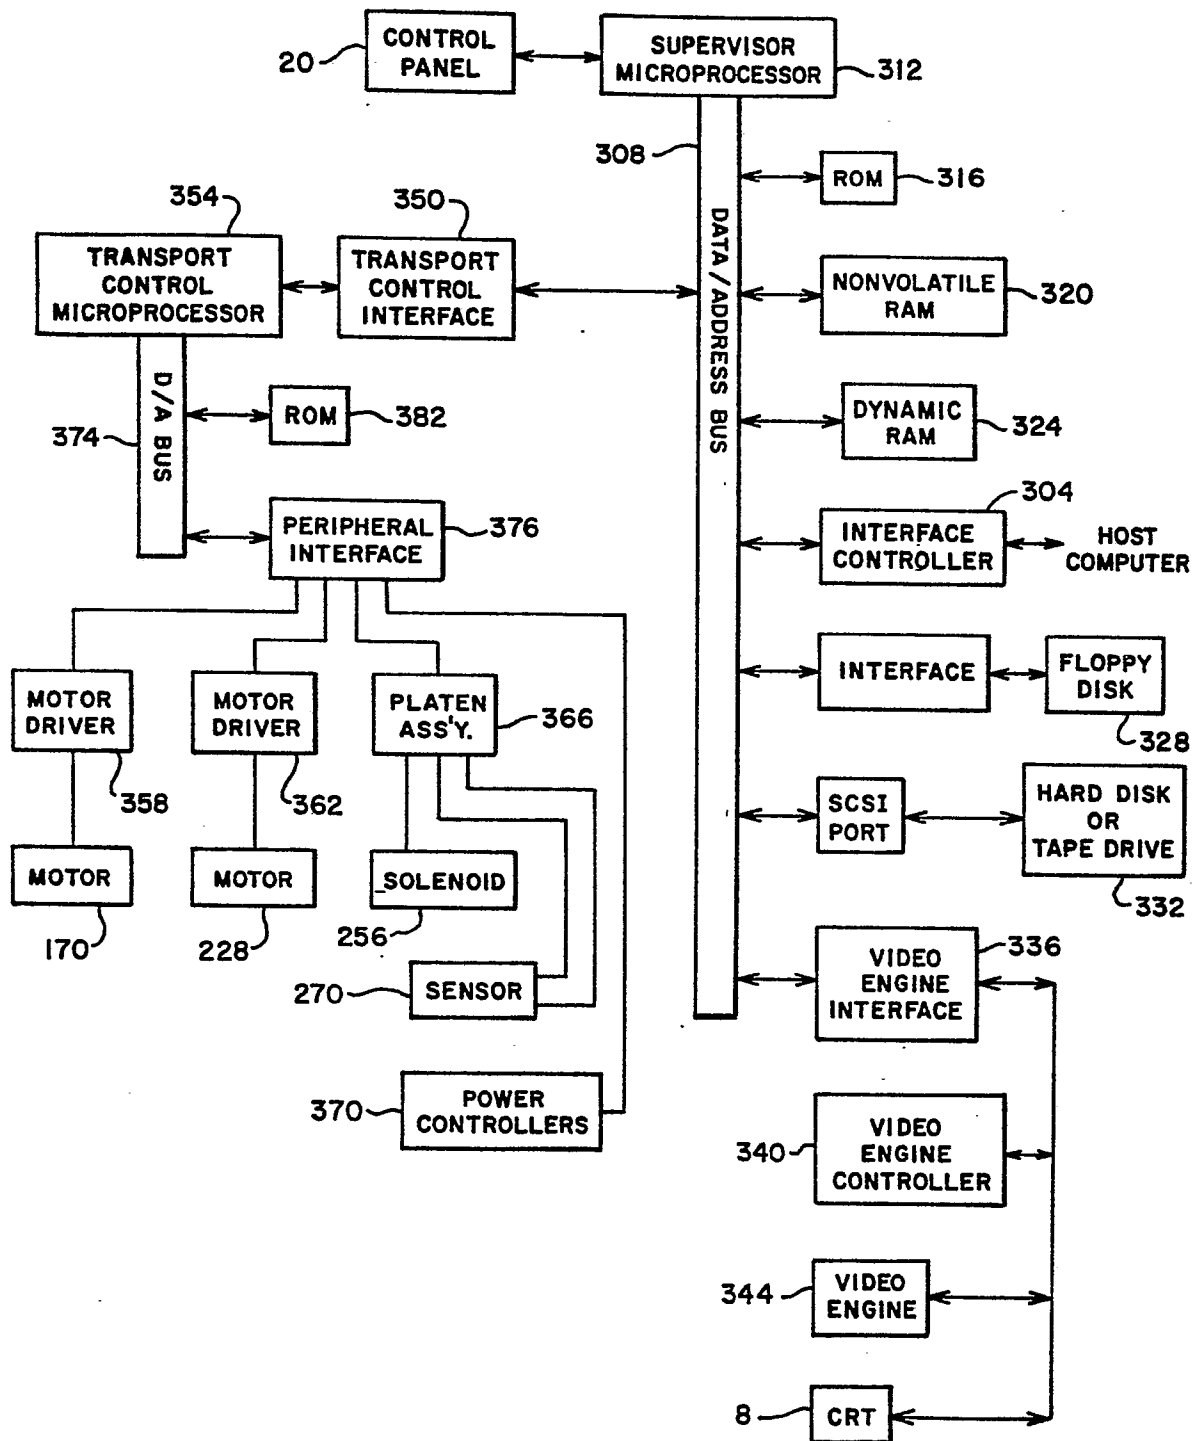 CONTROL
PANEL
20
SUPERVISOR
MICROPROCESSOR
312
308
DATA/ADDRESS BUS
ROM
316
354
TRANSPORT
CONTROL
MICROPROCESSOR
350
TRANSPORT
CONTROL
INTERFACE
NONVOLATILE
RAM
320
D/A BUS
374
ROM
382
DYNAMIC
RAM
324
PERIPHERAL
INTERFACE
376
304
INTERFACE
CONTROLLER
HOST
COMPUTER
MOTOR
DRIVER
358
MOTOR
DRIVER
362
PLATEN
ASS'Y.
366
INTERFACE
FLOPPY
DISK
328
SCSI
PORT
HARD DISK
OR
TAPE DRIVE
332
MOTOR
170
MOTOR
228
SOLENOID
256
270
SENSOR
VIDEO
ENGINE
INTERFACE
336
370
POWER
CONTROLLERS
340
VIDEO
ENGINE
CONTROLLER
344
VIDEO
ENGINE
8
CRT